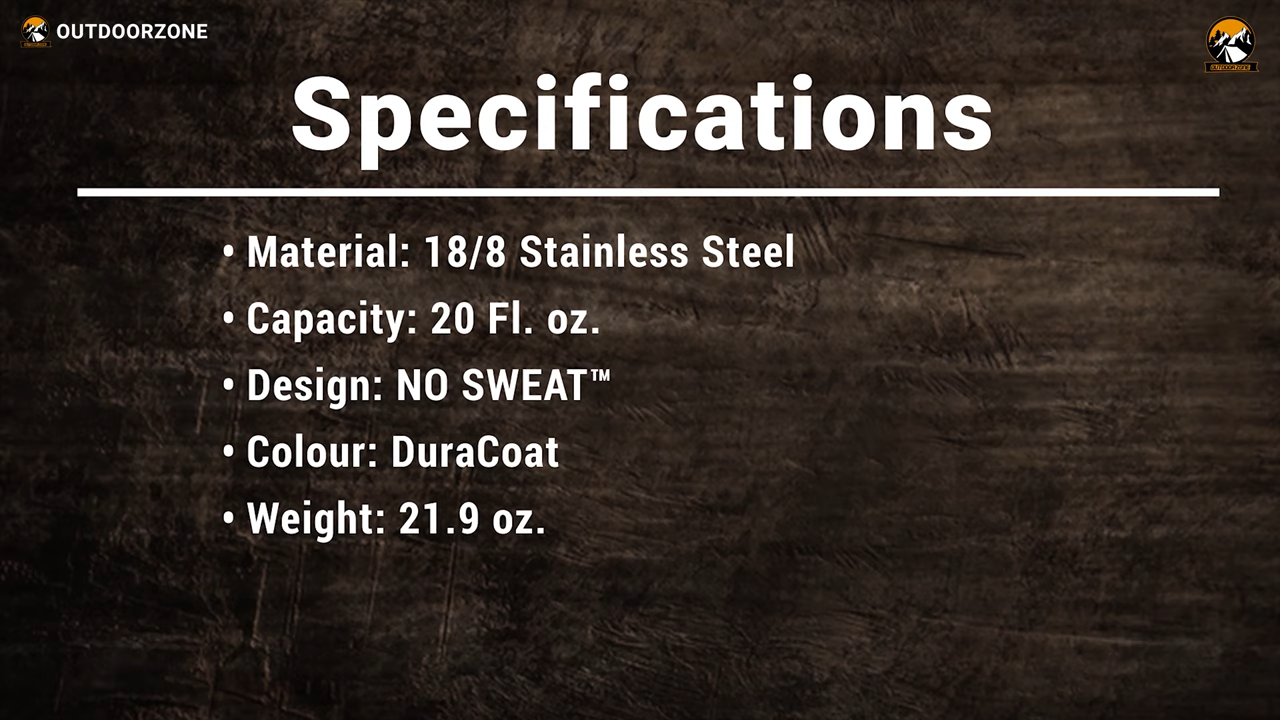 OUTDOORZONE
OUTDOORZONE
Specifications
• Material: 18/8 Stainless Steel
• Capacity: 20 Fl. oz.
• Design: NO SWEAT™
• Colour: DuraCoat
• Weight: 21.9 oz.